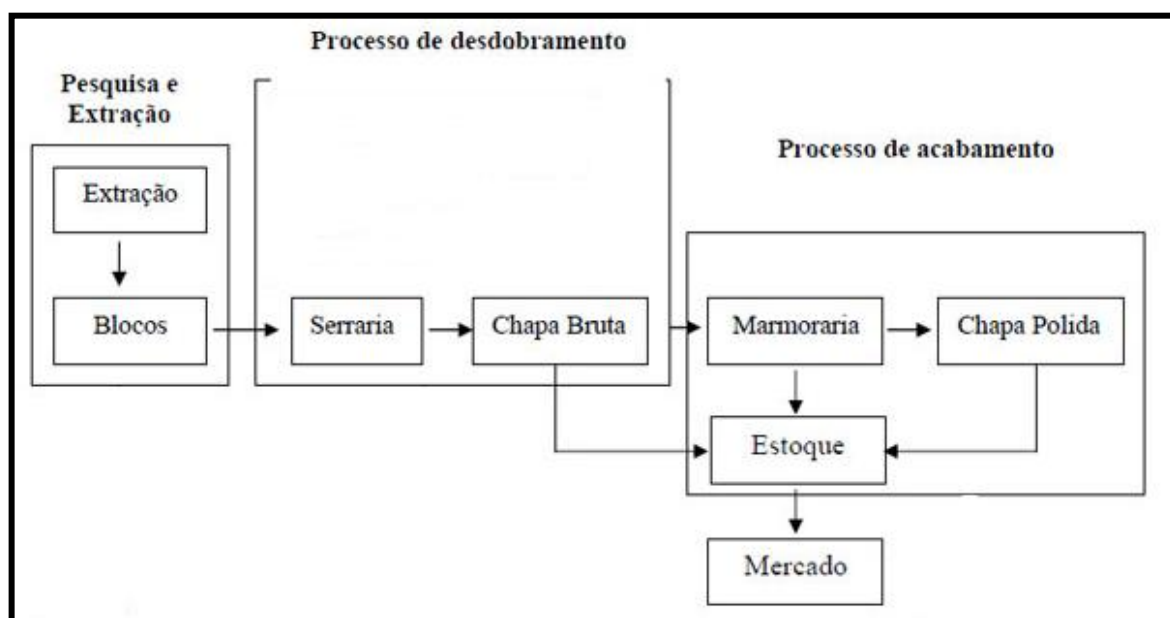 Processo de desdobramento
Pesquisa e
Extração
Processo de acabamento
Extração
Blocos
Serraria
Chapa Bruta
Marmoraria
Chapa Polida
Estoque
Mercado